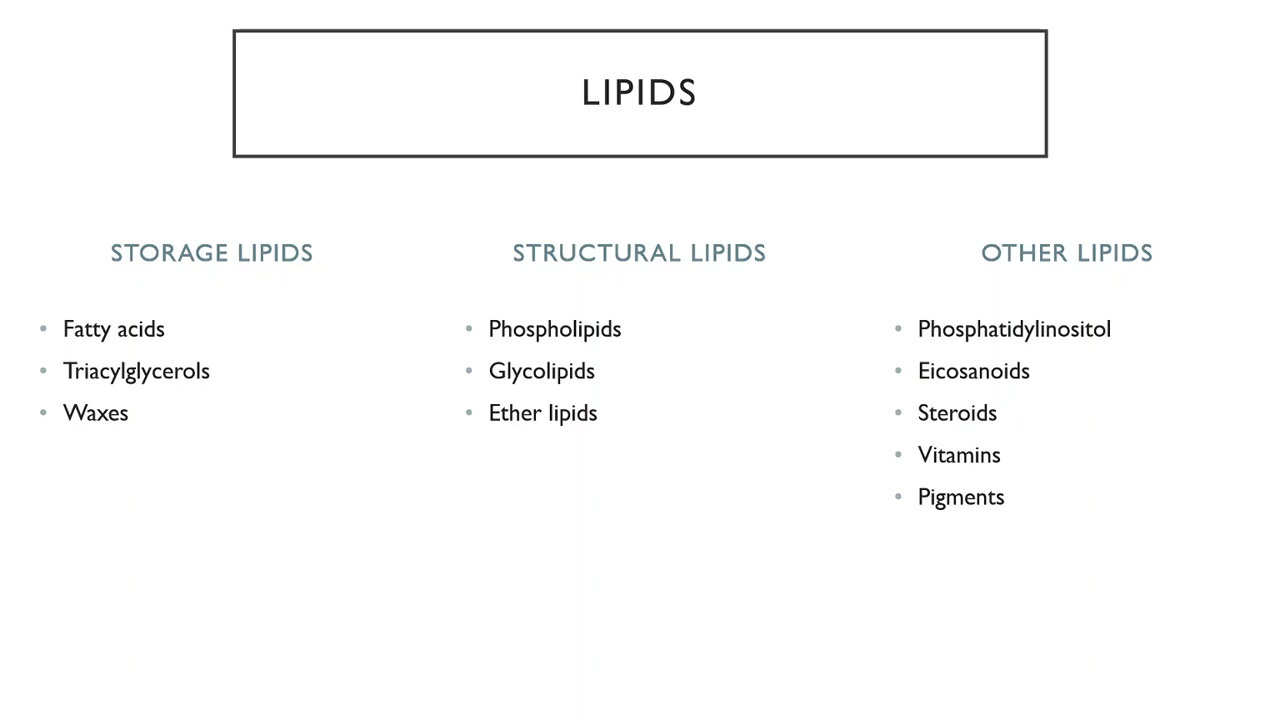 LIPIDS
STORAGE LIPIDS
• Fatty acids
• Triacylglycerols
• Waxes
STRUCTURAL LIPIDS
• Phospholipids
• Glycolipids
• Ether lipids
OTHER LIPIDS
• Phosphatidylinositol
• Eicosanoids
• Steroids
• Vitamins
• Pigments